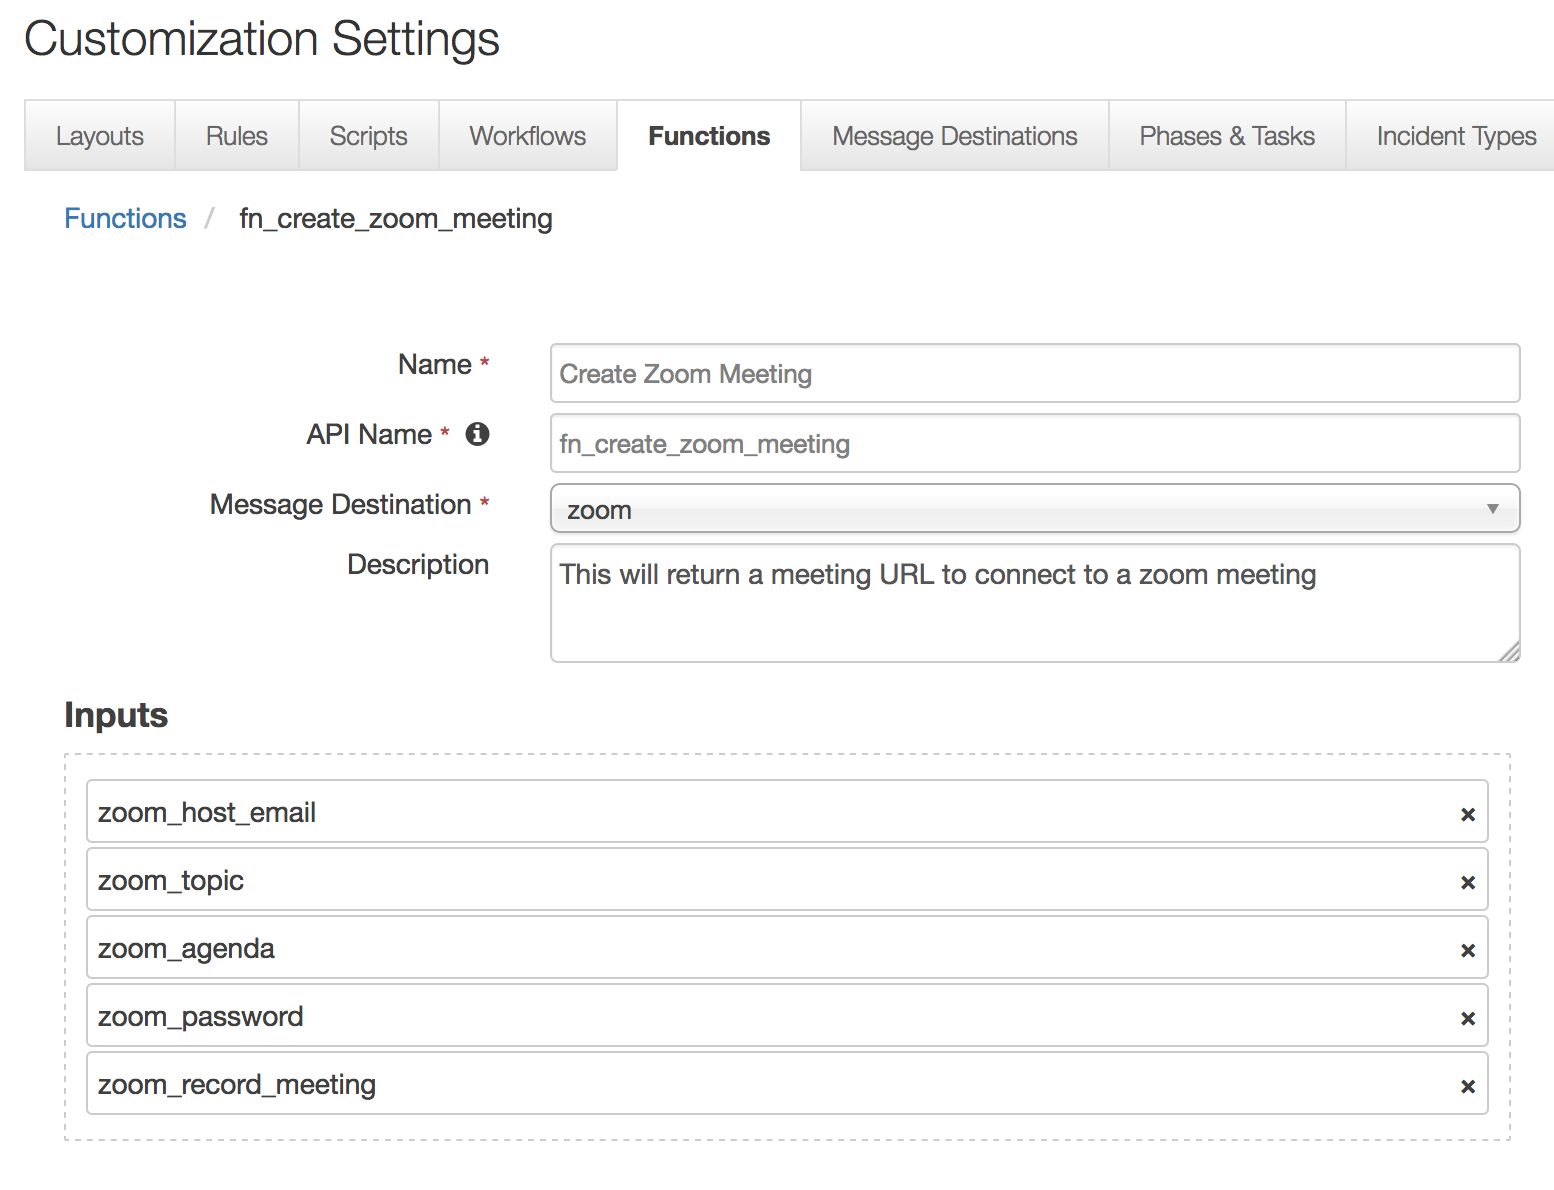 Customization Settings
Layouts Rules Scripts Workflows Functions Message Destinations Phases & Tasks Incident Types
Functions / fn_create_zoom_meeting
Name * Create Zoom Meeting
API Name * fn_create_zoom_meeting
Message Destination * zoom
Description This will return a meeting URL to connect to a zoom meeting
Inputs
zoom_host_email
zoom_topic
zoom_agenda
zoom_password
zoom_record_meeting